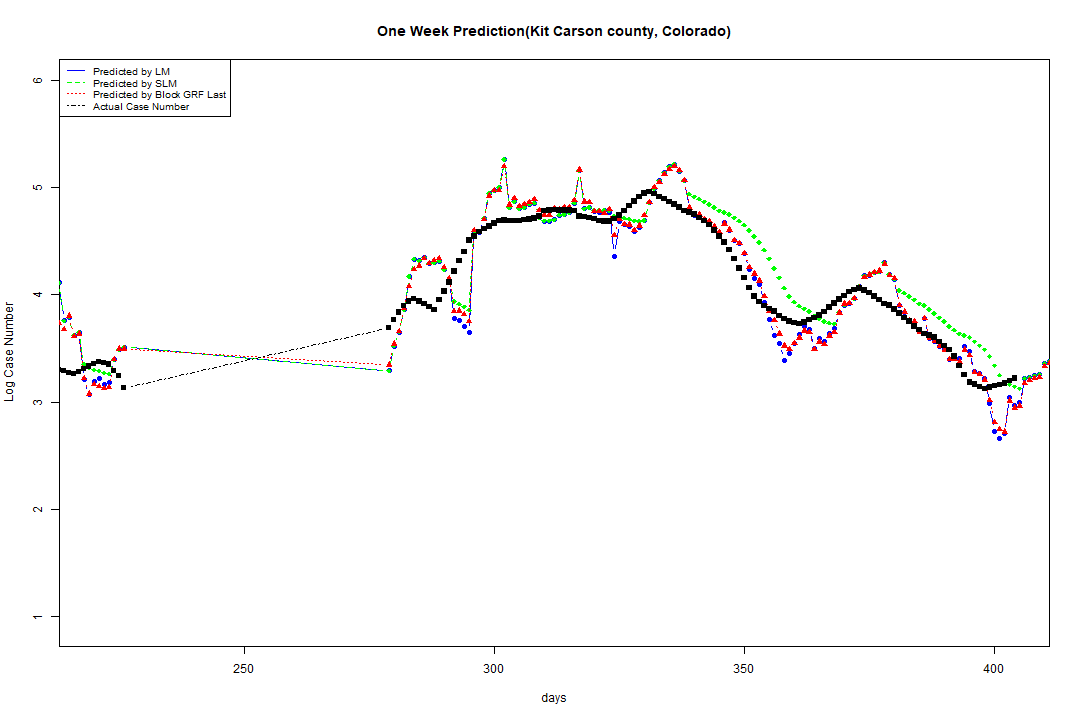 One Week Prediction(Kit Carson county, Colorado)
Predicted by LM
Predicted by SLM
Predicted by Block GRF Last
Actual Case Number
6
5
4
3
2
1
Log Case Number
250
300
350
400
days